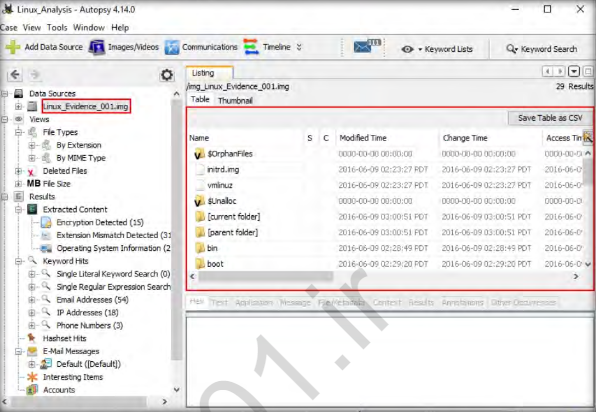 Linux_Analysis - Autopsy 4.14.0
Case View Tools Window Help
Add Data Source Images/Videos Communications Timeline Keyword Lists Keyword Search
Listing
/img_Linux_Evidence_001.img 29 Results
Table Thumbnail
Save Table as CSV
Name S C Modified Time Change Time Access Tim
$OrphanFiles 0000-00-00 00:00:00 0000-00-00 00:00:00 0000-00-0
initrd.img 2016-06-09 02:23:27 PDT 2016-06-09 02:23:27 PDT 2016-06-0
vmlinuz 2016-06-09 02:23:27 PDT 2016-06-09 02:23:27 PDT 2016-06-0
$Unalloc 0000-00-00 00:00:00 0000-00-00 00:00:00 0000-00-0
[current folder] 2016-06-09 03:00:51 PDT 2016-06-09 03:00:51 PDT 2016-06-0
[parent folder] 2016-06-09 03:00:51 PDT 2016-06-09 03:00:51 PDT 2016-06-0
bin 2016-06-09 02:28:49 PDT 2016-06-09 02:28:49 PDT 2016-06-0
boot 2016-06-09 02:29:20 PDT 2016-06-09 02:29:20 PDT 2016-06-0
Hex Text Application Message File Metadata Context Results Annotations Other Occurrences
Data Sources
Linux_Evidence_001.img
Views
File Types
By Extension
By MIME Type
Deleted Files
MB File Size
Results
Extracted Content
Encryption Detected (15)
Extension Mismatch Detected (31
Operating System Information (2
Keyword Hits
Single Literal Keyword Search (0)
Single Regular Expression Search
Email Addresses (54)
IP Addresses (18)
Phone Numbers (3)
Hashset Hits
E-Mail Messages
Default ([Default])
Interesting Items
Accounts
01.ir